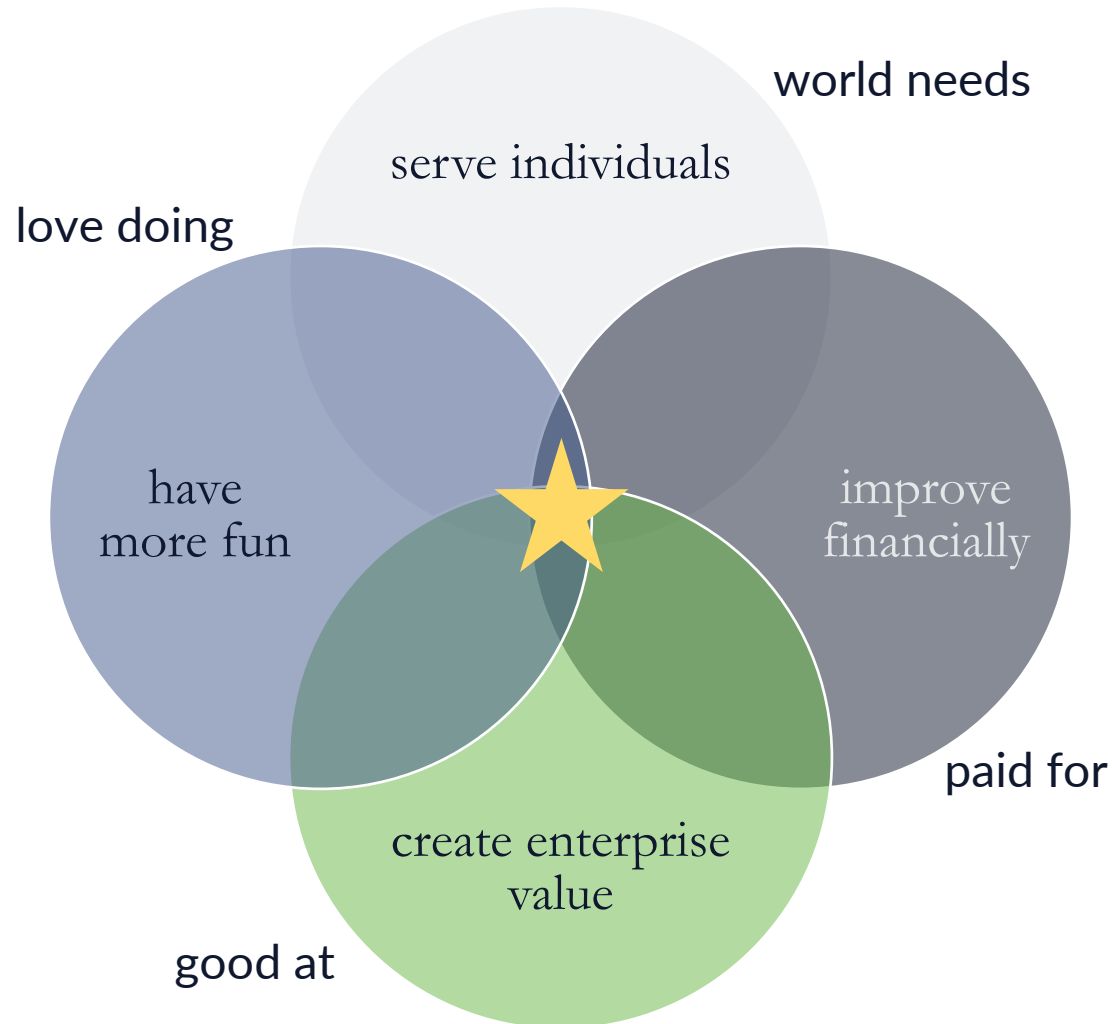 world needs
serve individuals
love doing
have
more fun
improve
financially
paid for
create enterprise
value
good at